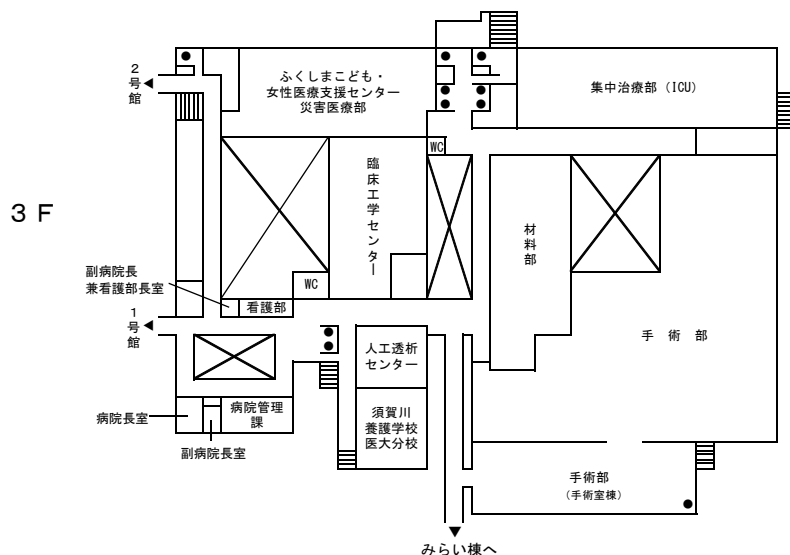 2号館
ふくしまこども・
女性医療支援センター
災害医療部
集中治療部(ICU)
WC
臨床工学センター
3F
材料部
副病院長
兼看護部長室
WC
看護部
1号館
手術部
人工透析
センター
病院長室
病院管理
課
須賀川
養護学校
医大分校
副病院長室
手術部
(手術室棟)
みらい棟へ